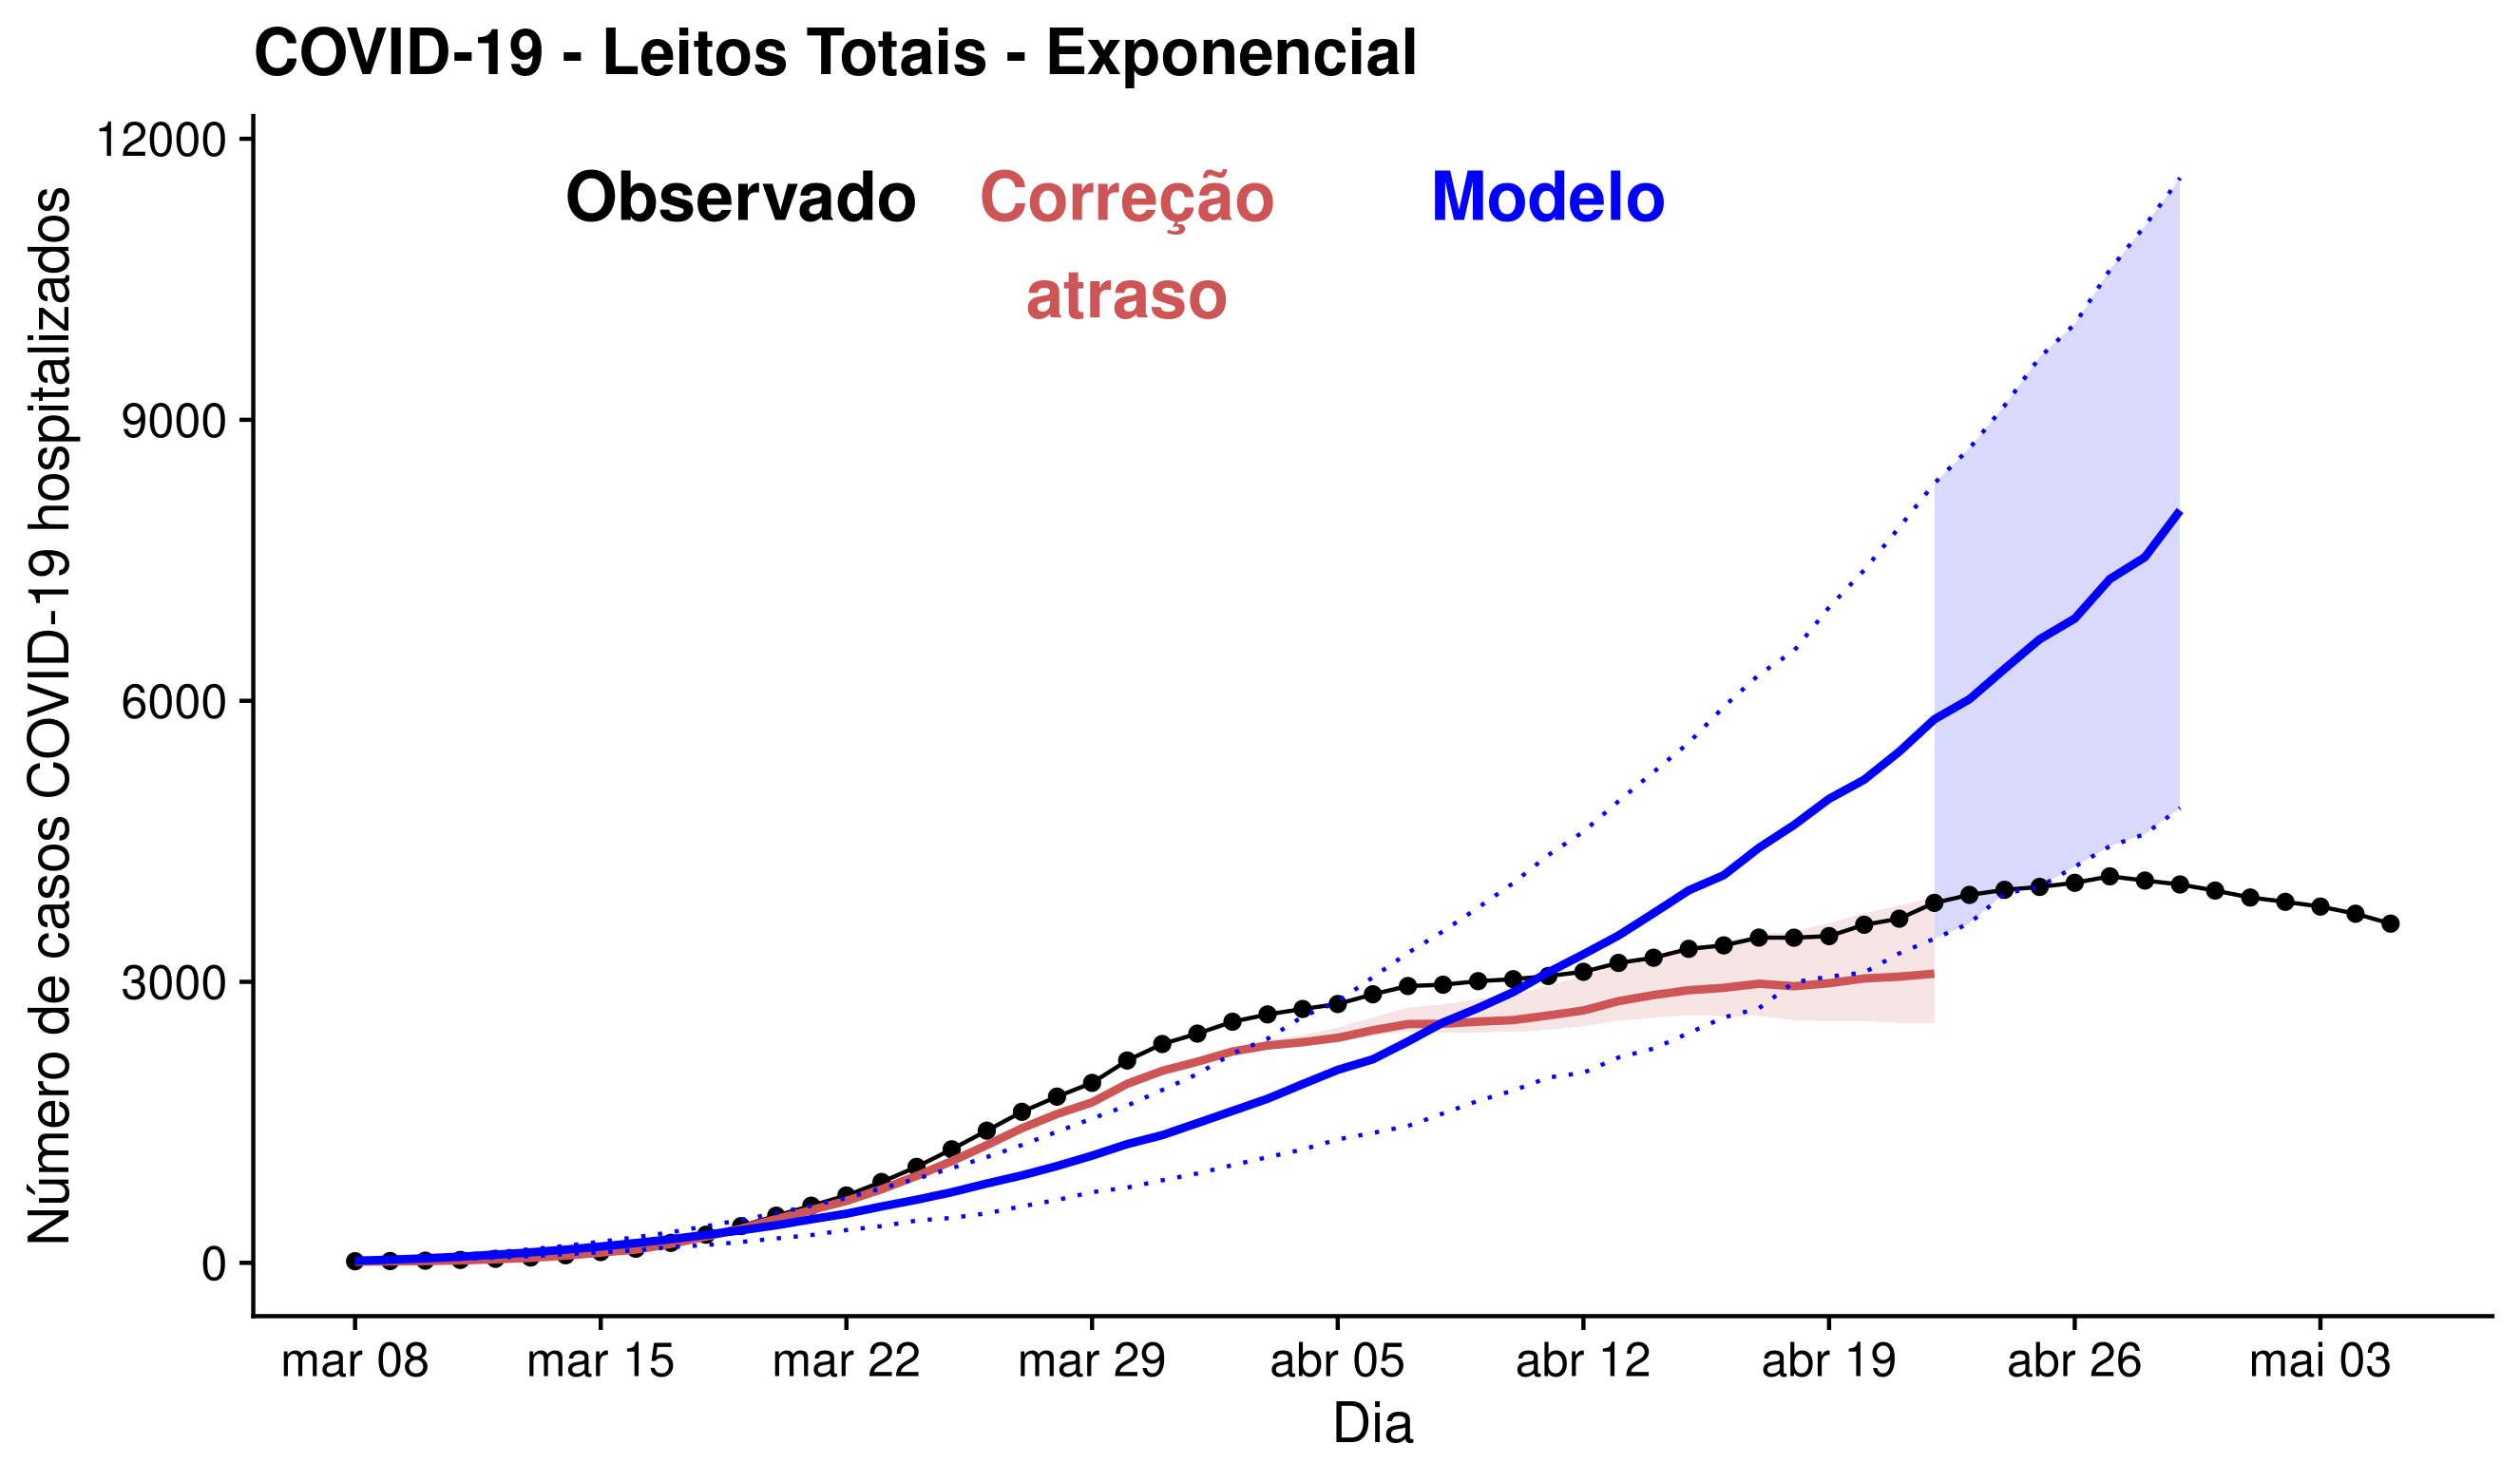 COVID-19 - Leitos Totais - Exponencial
Número de casos COVID-19 hospitalizados
12000
9000
6000
3000
0
Observado
Correção
atraso
Modelo
mar 08
mar 15
mar 22
mar 29
abr 05
abr 12
abr 19
abr 26
mai 03
Dia